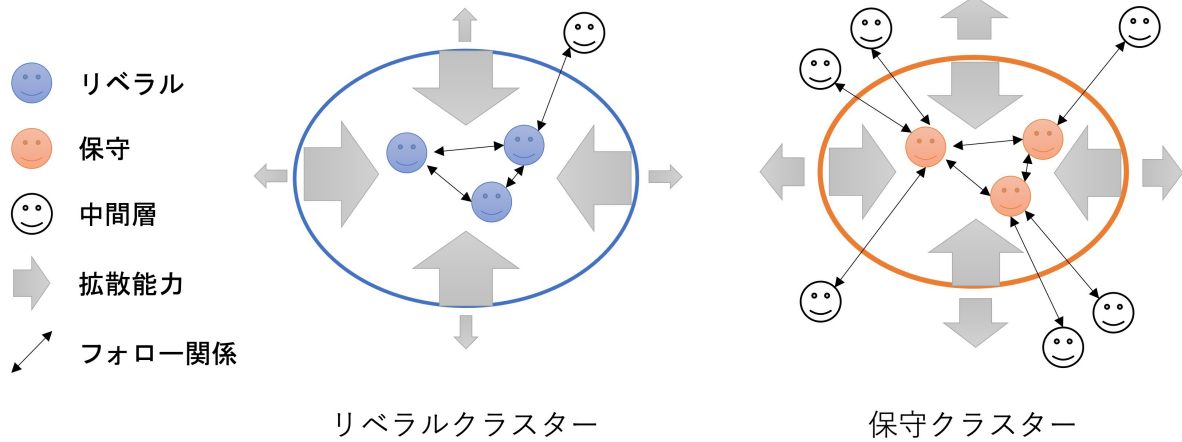 リベラル
保守
中間層
拡散能力
フォロー関係
リベラルクラスター
保守クラスター